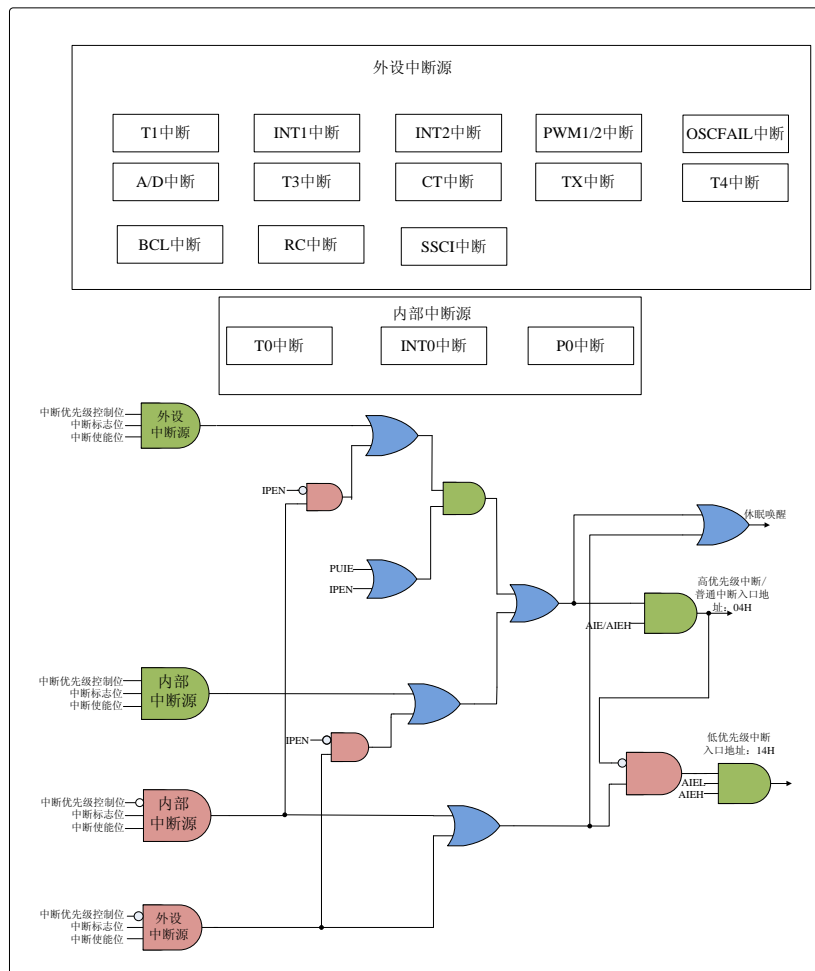 外设中断源
T1中断
INT1中断
INT2中断
PWM1/2中断
OSCFAIL中断
A/D中断
T3中断
CT中断
TX中断
T4中断
BCL中断
RC中断
SSCI中断
内部中断源
T0中断
INT0中断
P0中断
中断优先级控制位
中断标志位
中断使能位
外设
中断源
IPEN
PUIE
IPEN
休眠唤醒
高优先级中断/
普通中断入口地
址：04H
AIE/AIEH
中断优先级控制位
中断标志位
中断使能位
内部
中断源
IPEN
低优先级中断
入口地址：14H
AIEL
AIEH
中断优先级控制位
中断标志位
中断使能位
内部
中断源
中断优先级控制位
中断标志位
中断使能位
外设
中断源